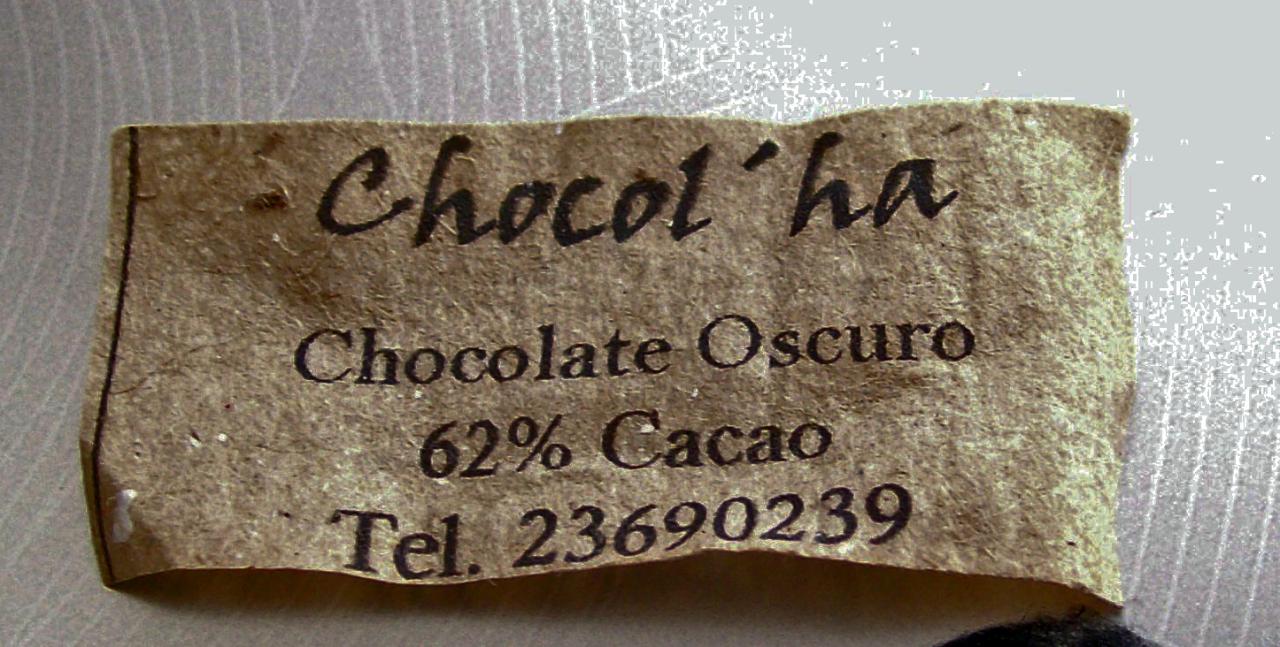 Chocol´ha
Chocolate Oscuro
62% Cacao
Tel. 23690239